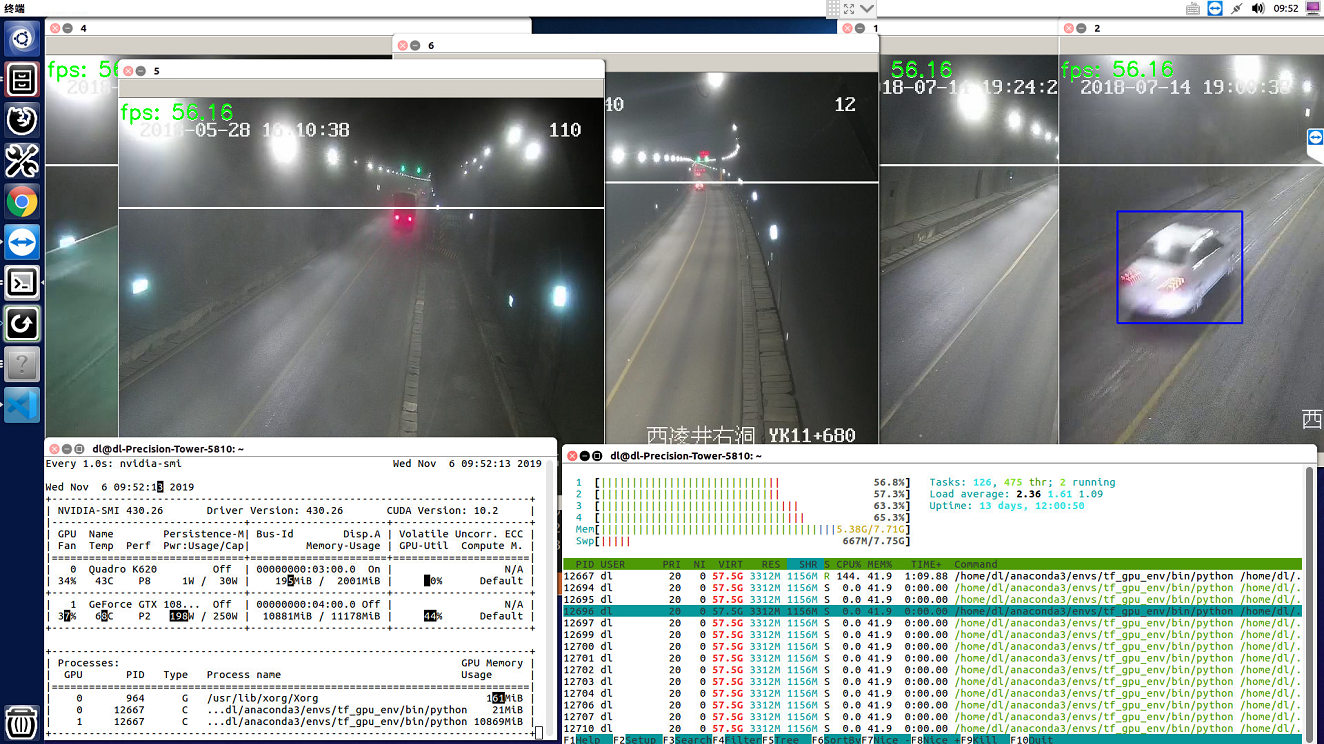 终端
09:52
4
6
1
2
5
fps: 56
2018
fps: 56.16
2018-05-28 16:10:38
110
40
12
56.16
18-07-14 19:24:2
fps: 56.16
2018-07-14 19:00:38
西凌井右洞 YK11+680
西
dl@dl-Precision-Tower-5810: ~
Every 1.0s: nvidia-smi Wed Nov 6 09:52:13 2019
Wed Nov 6 09:52:13 2019
NVIDIA-SMI 430.26 Driver Version: 430.26 CUDA Version: 10.2
GPU Name Persistence-M| Bus-Id Disp.A | Volatile Uncorr. ECC
Fan Temp Perf Pwr:Usage/Cap| Memory-Usage | GPU-Util Compute M.
0 Quadro K620 Off | 00000000:03:00.0 On | N/A
34% 43C P8 1W / 30W | 195MiB / 2001MiB | 0% Default
1 GeForce GTX 108... Off | 00000000:04:00.0 Off | N/A
37% 68C P2 198W / 250W | 10881MiB / 11178MiB | 44% Default
Processes: GPU Memory
GPU PID Type Process name Usage
0 964 G /usr/lib/xorg/Xorg 161MiB
0 12667 C ...dl/anaconda3/envs/tf_gpu_env/bin/python 21MiB
1 12667 C ...dl/anaconda3/envs/tf_gpu_env/bin/python 10869MiB
dl@dl-Precision-Tower-5810: ~
1 [ 56.8%] Tasks: 126, 475 thr; 2 running
2 [ 57.3%] Load average: 2.36 1.61 1.09
3 [ 63.3%] Uptime: 13 days, 12:00:50
4 [ 65.3%]
Mem[ 5.38G/7.71G]
Swp[ 667M/7.75G]
PID USER PRI NI VIRT RES SHR S CPU% MEM% TIME+ Command
12667 dl 20 0 57.5G 3312M 1156M R 144. 41.9 1:09.88 /home/dl/anaconda3/envs/tf_gpu_env/bin/python /home/dl/.
12694 dl 20 0 57.5G 3312M 1156M S 0.0 41.9 0:00.00 /home/dl/anaconda3/envs/tf_gpu_env/bin/python /home/dl/.
12695 dl 20 0 57.5G 3312M 1156M S 0.0 41.9 0:00.00 /home/dl/anaconda3/envs/tf_gpu_env/bin/python /home/dl/.
12696 dl 20 0 57.5G 3312M 1156M S 0.0 41.9 0:00.00 /home/dl/anaconda3/envs/tf_gpu_env/bin/python /home/dl/.
12697 dl 20 0 57.5G 3312M 1156M S 0.0 41.9 0:00.00 /home/dl/anaconda3/envs/tf_gpu_env/bin/python /home/dl/.
12699 dl 20 0 57.5G 3312M 1156M S 0.0 41.9 0:00.00 /home/dl/anaconda3/envs/tf_gpu_env/bin/python /home/dl/.
12700 dl 20 0 57.5G 3312M 1156M S 0.0 41.9 0:00.00 /home/dl/anaconda3/envs/tf_gpu_env/bin/python /home/dl/.
12701 dl 20 0 57.5G 3312M 1156M S 0.0 41.9 0:00.00 /home/dl/anaconda3/envs/tf_gpu_env/bin/python /home/dl/.
12702 dl 20 0 57.5G 3312M 1156M S 0.0 41.9 0:00.00 /home/dl/anaconda3/envs/tf_gpu_env/bin/python /home/dl/.
12703 dl 20 0 57.5G 3312M 1156M S 0.0 41.9 0:00.00 /home/dl/anaconda3/envs/tf_gpu_env/bin/python /home/dl/.
12704 dl 20 0 57.5G 3312M 1156M S 0.0 41.9 0:00.00 /home/dl/anaconda3/envs/tf_gpu_env/bin/python /home/dl/.
12706 dl 20 0 57.5G 3312M 1156M S 0.0 41.9 0:00.00 /home/dl/anaconda3/envs/tf_gpu_env/bin/python /home/dl/.
12707 dl 20 0 57.5G 3312M 1156M S 0.0 41.9 0:00.00 /home/dl/anaconda3/envs/tf_gpu_env/bin/python /home/dl/.
12710 dl 20 0 57.5G 3312M 1156M S 0.0 41.9 0:00.00 /home/dl/anaconda3/envs/tf_gpu_env/bin/python /home/dl/.
F1Help F2Setup F3SearchF4FilterF5Tree F6SortByF7Nice -F8Nice +F9Kill F10Quit